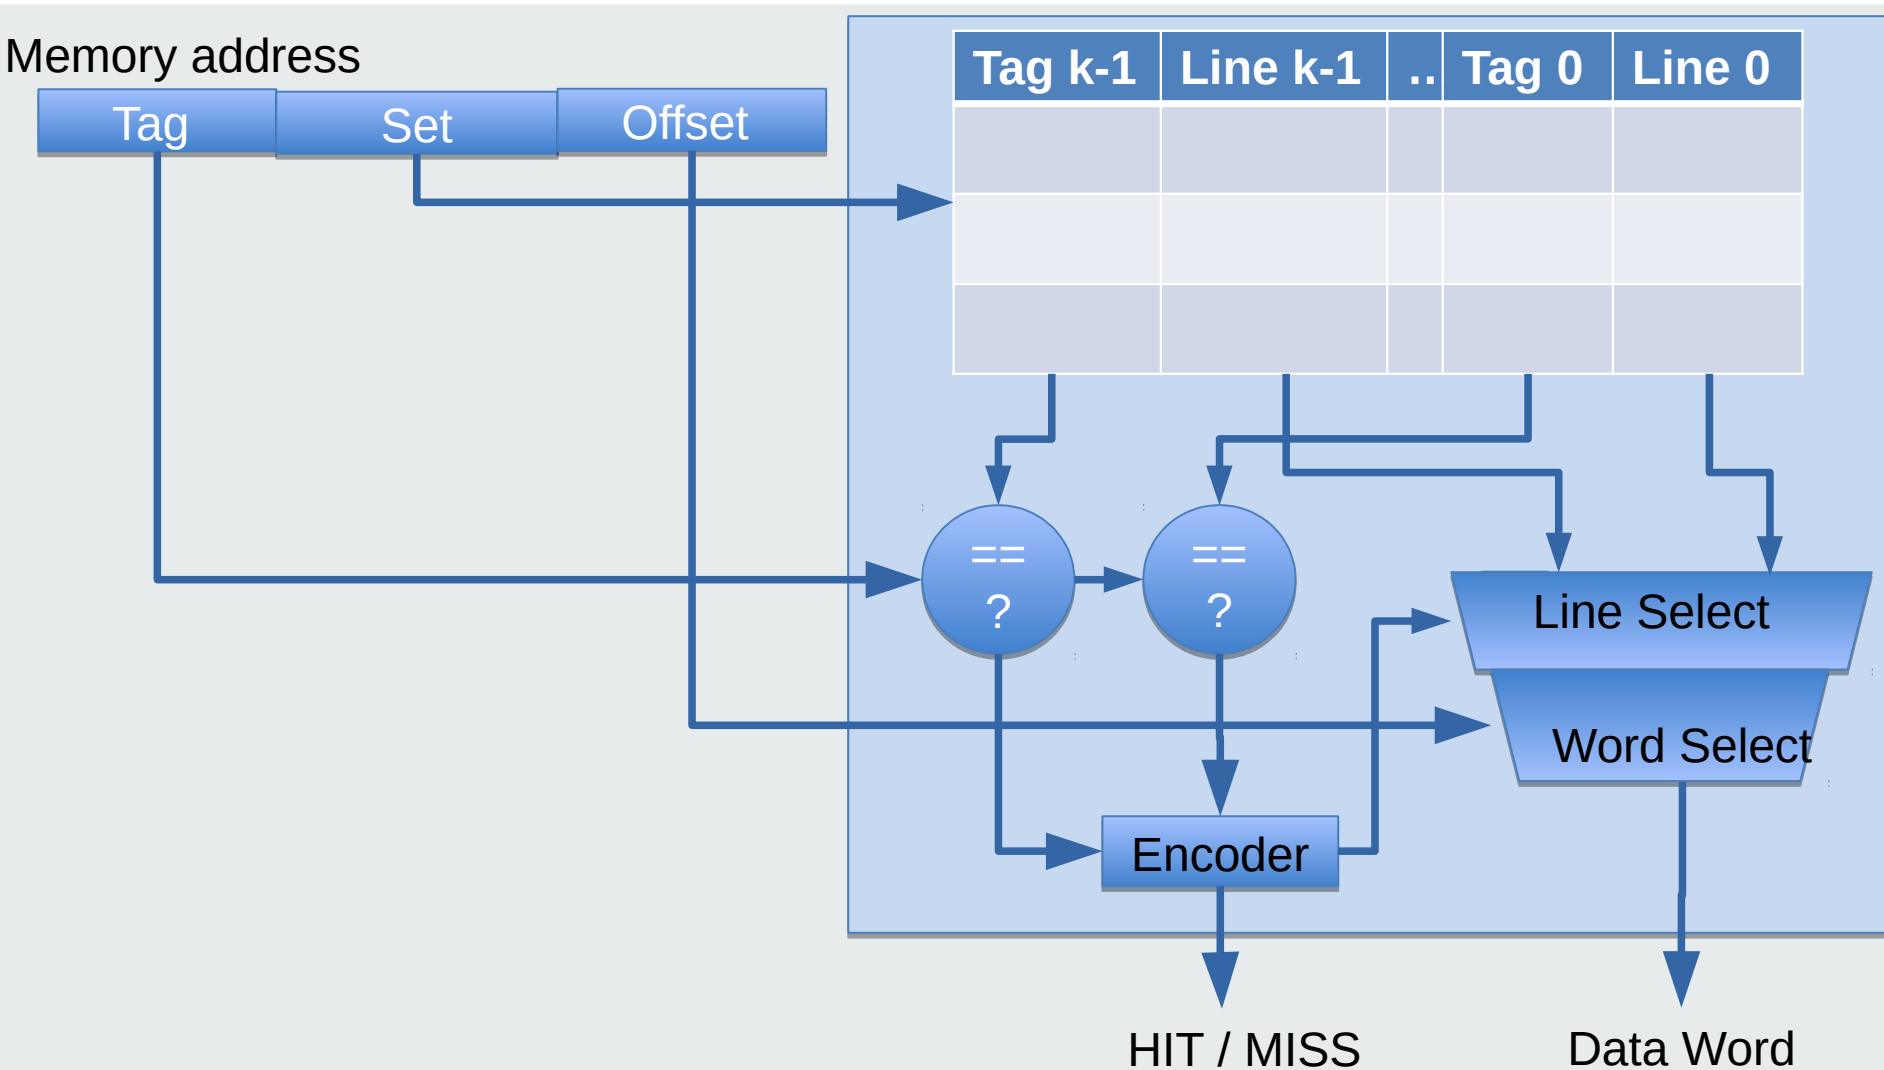 Memory address
Tag Set Offset
Tag k-1 Line k-1 .. Tag 0 Line 0
== ==
? ?
Line Select
Word Select
Encoder
HIT / MISS Data Word